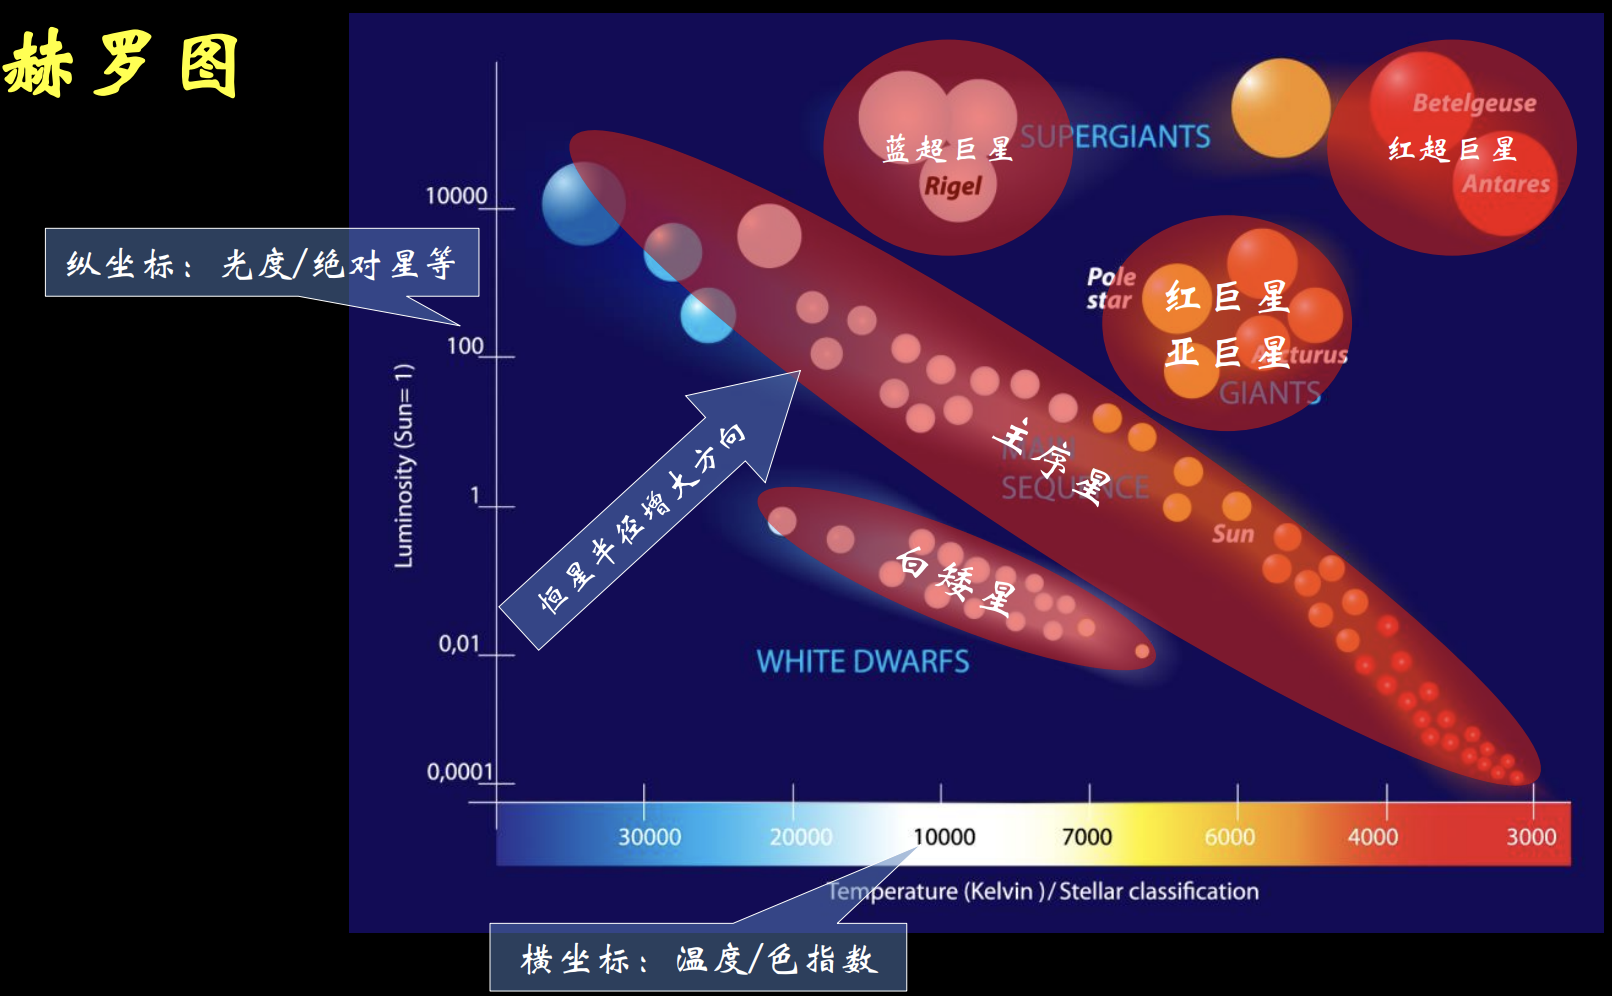 赫罗图
SUPERGIANTS
Betelgeuse
蓝超巨星
红超巨星
Rigel
Antares
10000
纵坐标：光度/绝对星等
Pole
star
红巨星
亚巨星
Arcturus
GIANTS
100
Luminosity (Sun= 1)
恒星半径增大方向
主序星
MAIN
SEQUENCE
1
Sun
白矮星
0,01
WHITE DWARFS
0,0001
30000 20000 10000 7000 6000 4000 3000
Temperature (Kelvin )/ Stellar classification
横坐标：温度/色指数